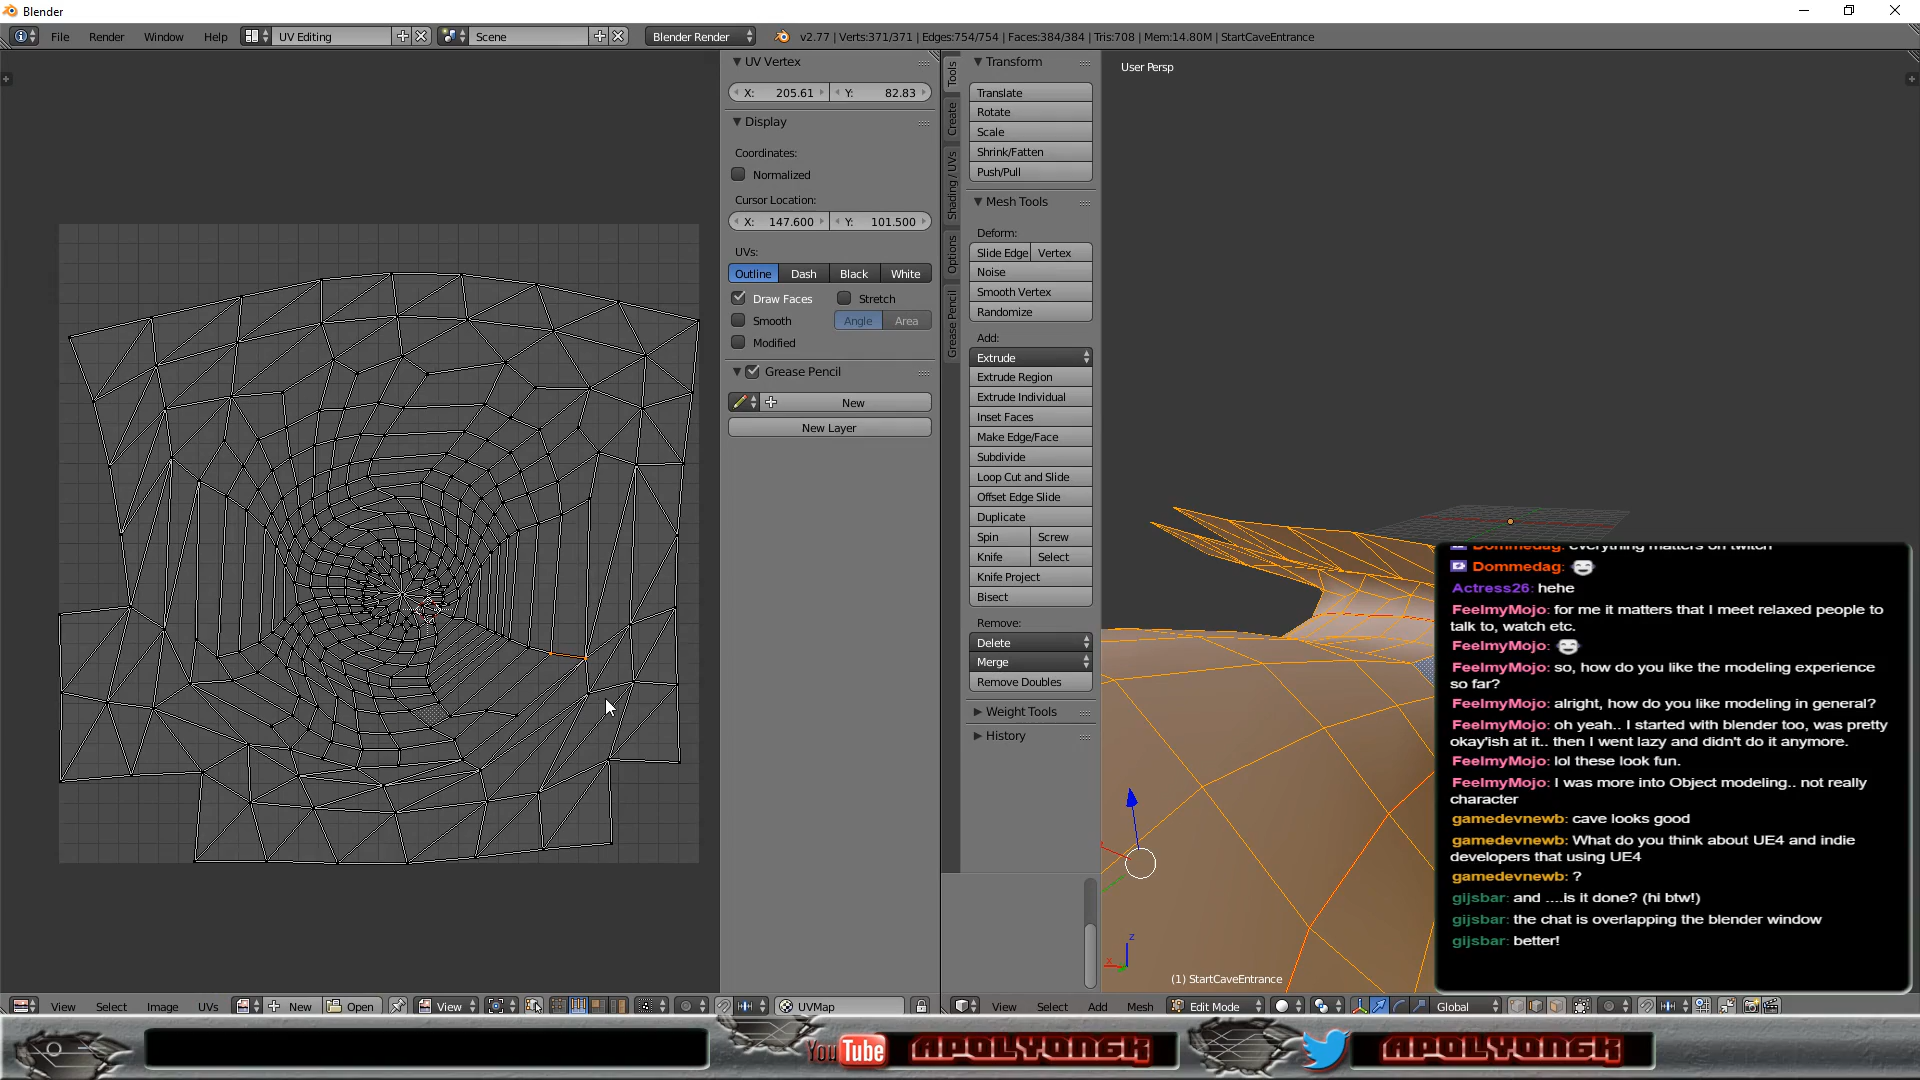 Blender
File Render Window Help UV Editing Scene Blender Render v2.77 | Verts:371/371 | Edges:754/754 | Faces:384/384 | Tris:708 | Mem:14.80M | StartCaveEntrance
UV Vertex
X: 205.61 Y: 82.83
Display
Coordinates:
Normalized
Cursor Location:
X: 147.600 Y: 101.500
UVs:
Outline Dash Black White
Draw Faces Stretch
Smooth Angle Area
Modified
Grease Pencil
New
New Layer
Tools
Create
Shading / UVs
Options
Grease Pencil
Transform
Translate
Rotate
Scale
Shrink/Fatten
Push/Pull
Mesh Tools
Deform:
Slide Edge Vertex
Noise
Smooth Vertex
Randomize
Add:
Extrude
Extrude Region
Extrude Individual
Inset Faces
Make Edge/Face
Subdivide
Loop Cut and Slide
Offset Edge Slide
Duplicate
Spin Screw
Knife Select
Knife Project
Bisect
Remove:
Delete
Merge
Remove Doubles
Weight Tools
History
User Persp
Dommedag: everything matters on twitch
Dommedag:
Actress26: hehe
FeelmyMojo: for me it matters that I meet relaxed people to
talk to, watch etc.
FeelmyMojo:
FeelmyMojo: so, how do you like the modeling experience
so far?
FeelmyMojo: alright, how do you like modeling in general?
FeelmyMojo: oh yeah.. I started with blender too, was pretty
okay'ish at it.. then I went lazy and didn't do it anymore.
FeelmyMojo: lol these look fun.
FeelmyMojo: I was more into Object modeling.. not really
character
gamedevnewb: cave looks good
gamedevnewb: What do you think about UE4 and indie
developers that using UE4
gamedevnewb: ?
gijsbar: and ....is it done? (hi btw!)
gijsbar: the chat is overlapping the blender window
gijsbar: better!
z
x
(1) StartCaveEntrance
View Select Image UVs New Open View UVMap
View Select Add Mesh Edit Mode Global
YouTube APOLYON6K APOLYON6K